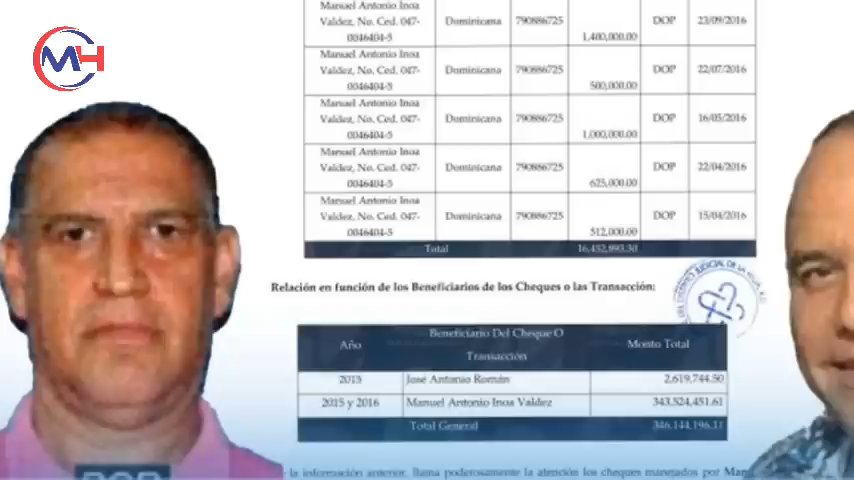 MH
Manuel Antonio Inoa
Valdez, No. Ced. 047- Dominicana 790886725 DOP 23/09/2016
0046404-5 1,400,000.00
Manuel Antonio Inoa
Valdez, No. Ced. 047- Dominicana 790886725 DOP 22/07/2016
0046404-5 500,000.00
Manuel Antonio Inoa
Valdez, No. Ced. 047- Dominicana 790886725 DOP 16/05/2016
0046404-5 1,000,000.00
Manuel Antonio Inoa
Valdez, No. Ced. 047- Dominicana 790886725 DOP 22/04/2016
0046404-5 625,000.00
Manuel Antonio Inoa
Valdez, No. Ced. 047- Dominicana 790886725 DOP 15/04/2016
0046404-5 512,000.00
Total
Relación en función de los Beneficiarios de los Cheques o las Transacción:
Beneficiario Del Cheque O
Año Monto Total
Transacción
2015 José Antonio Román 2,619,744.50
2015 y 2016 Manuel Antonio Inoa Valdez 343,524,451.61
Total General 346,144,196.11
la información anterior, llama poderosamente la atención los cheques manejados por